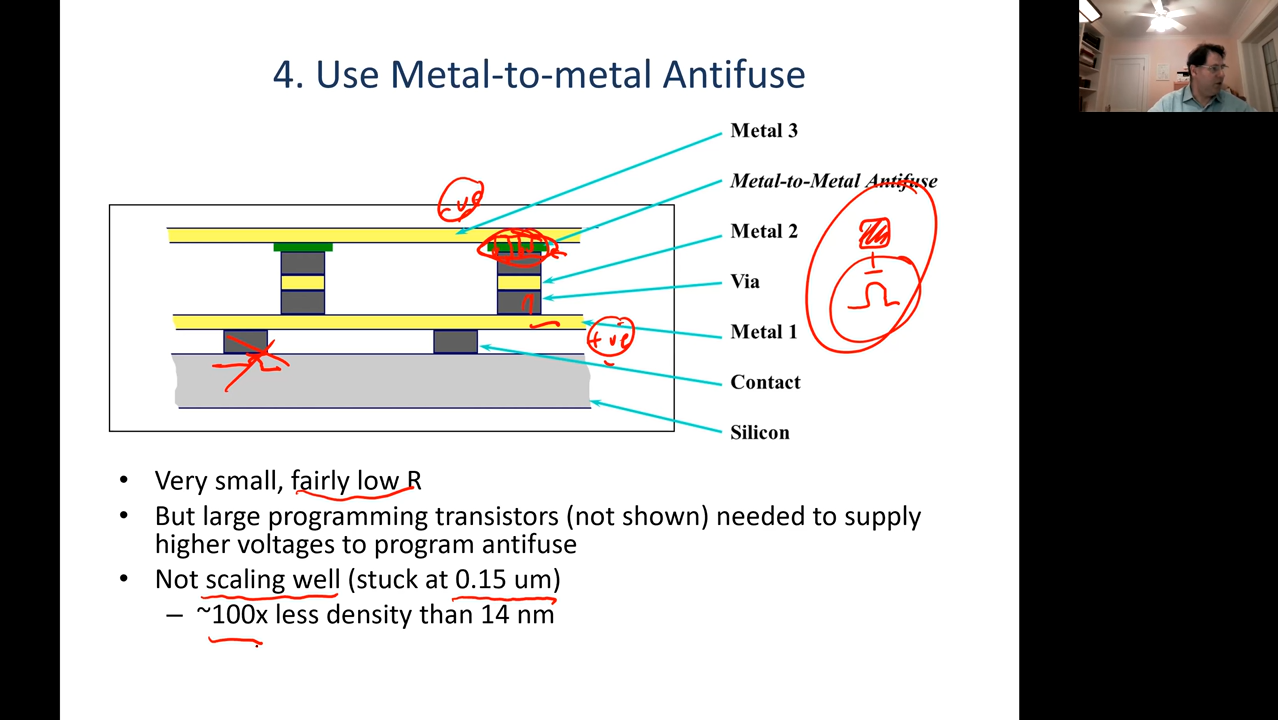 4. Use Metal-to-metal Antifuse
Metal 3
Metal-to-Metal Antifuse
Metal 2
Via
Metal 1
Contact
Silicon
-ve
+ve
• Very small, fairly low R
• But large programming transistors (not shown) needed to supply
higher voltages to program antifuse
• Not scaling well (stuck at 0.15 um)
– ~100x less density than 14 nm